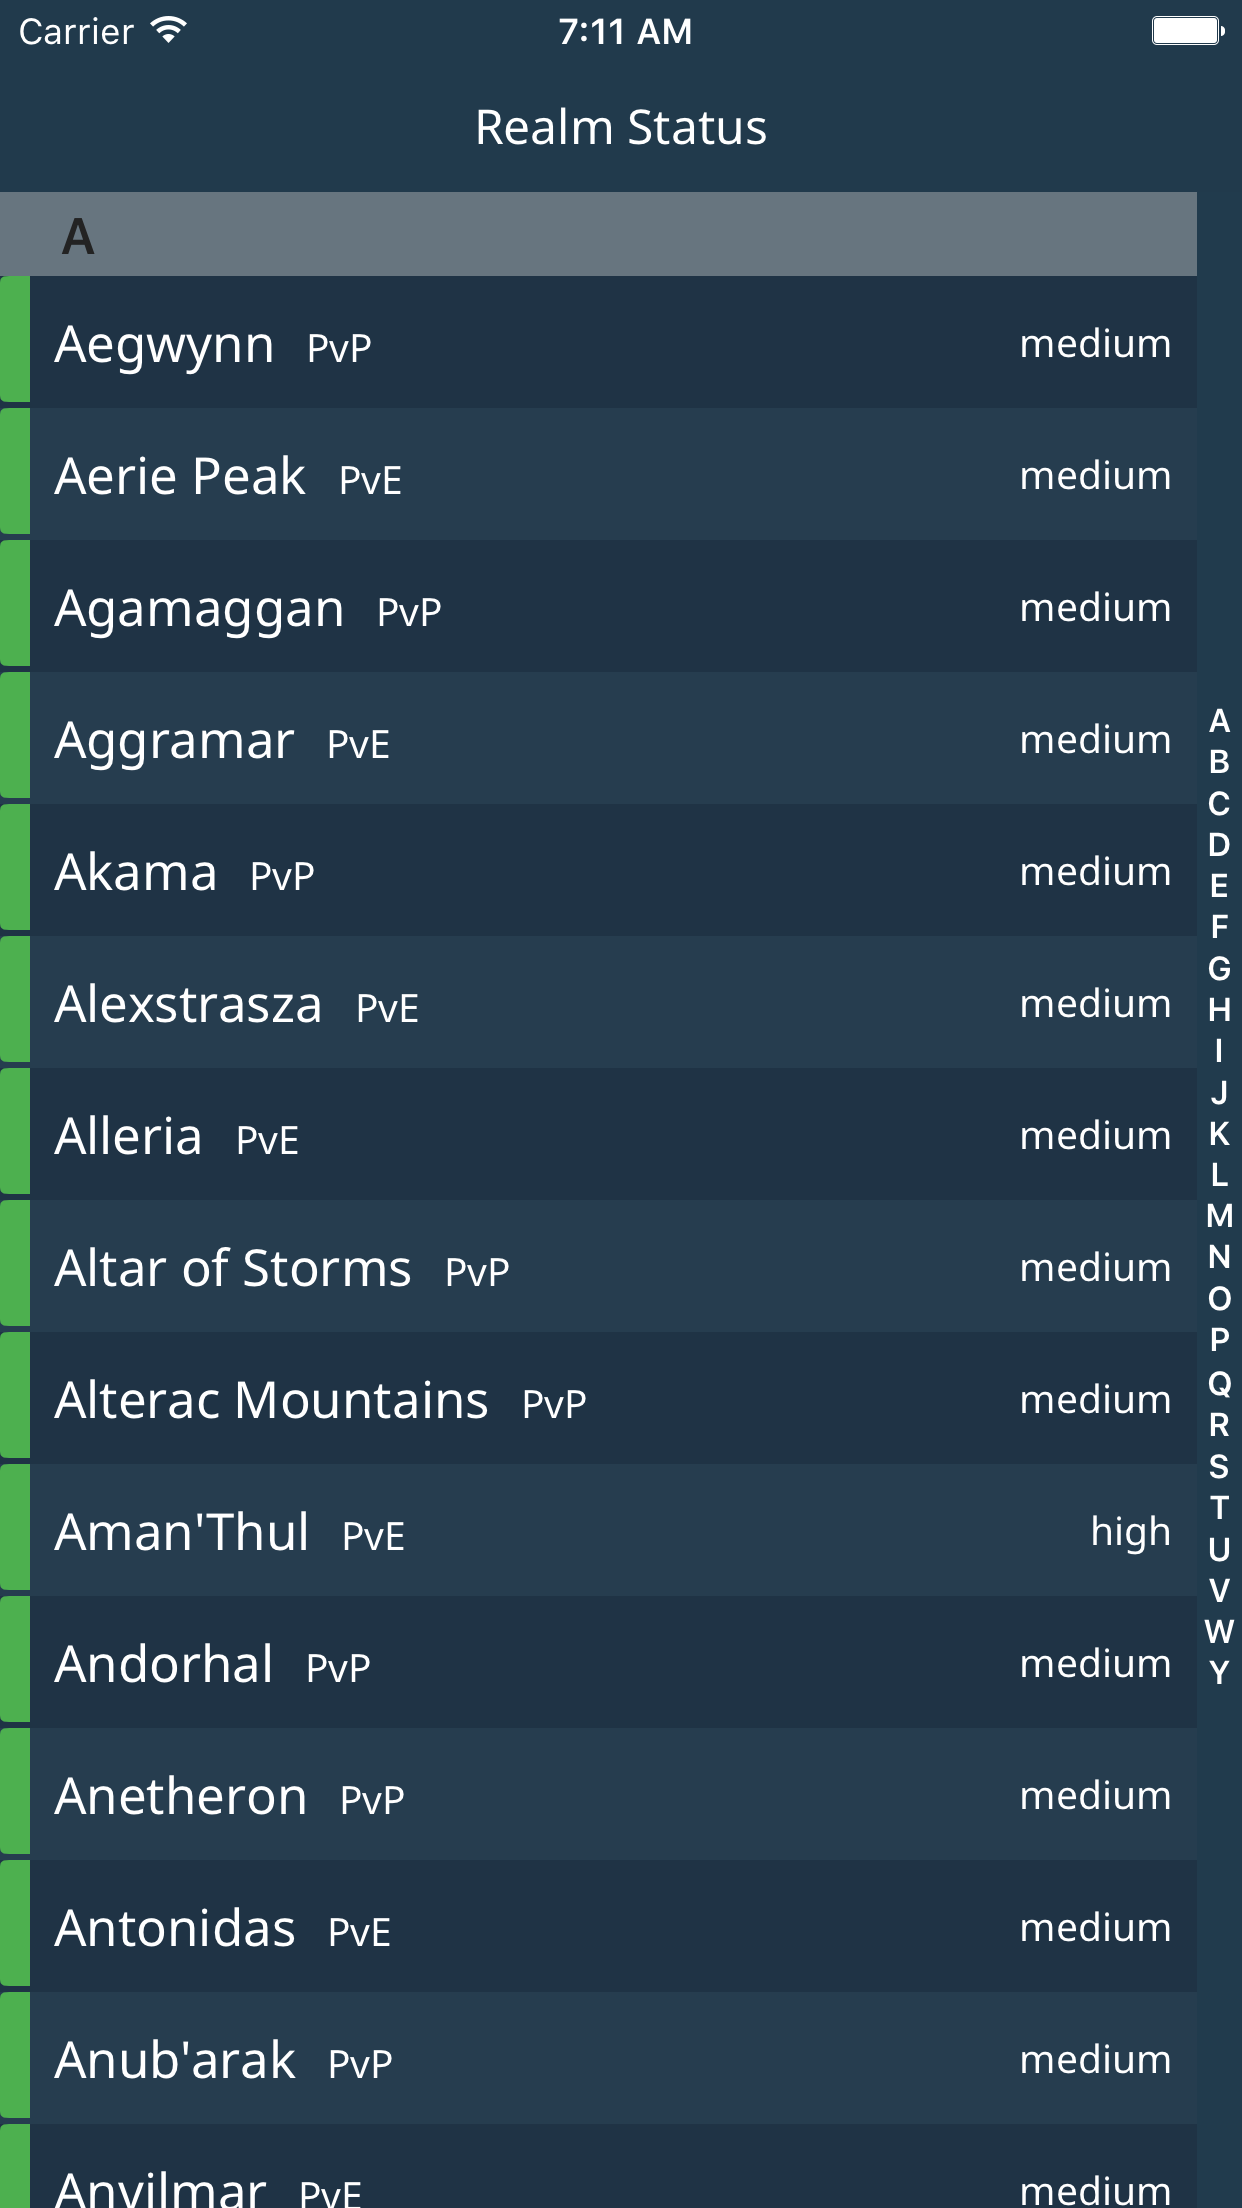 Carrier 7:11 AM
Realm Status
A
Aegwynn PvP medium
Aerie Peak PvE medium
Agamaggan PvP medium
Aggramar PvE medium
Akama PvP medium
Alexstrasza PvE medium
Alleria PvE medium
Altar of Storms PvP medium
Alterac Mountains PvP medium
Aman'Thul PvE high
Andorhal PvP medium
Anetheron PvP medium
Antonidas PvE medium
Anub'arak PvP medium
Anvilmar PvE medium
A
B
C
D
E
F
G
H
I
J
K
L
M
N
O
P
Q
R
S
T
U
V
W
Y